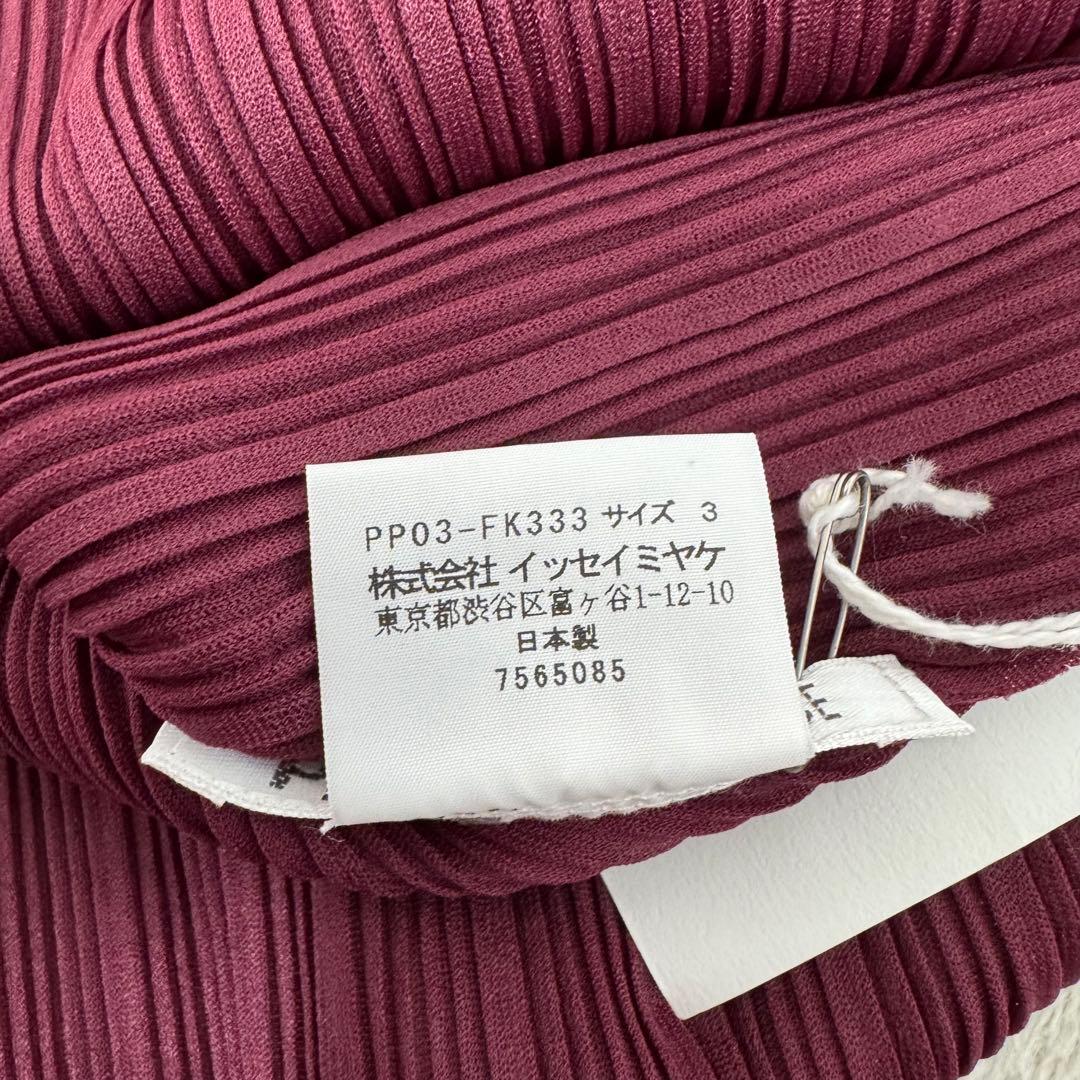 PP03-FK333 サイズ 3
株式会社 イッセイミヤケ
東京都渋谷区富ヶ谷1-12-10
日本製
7565085